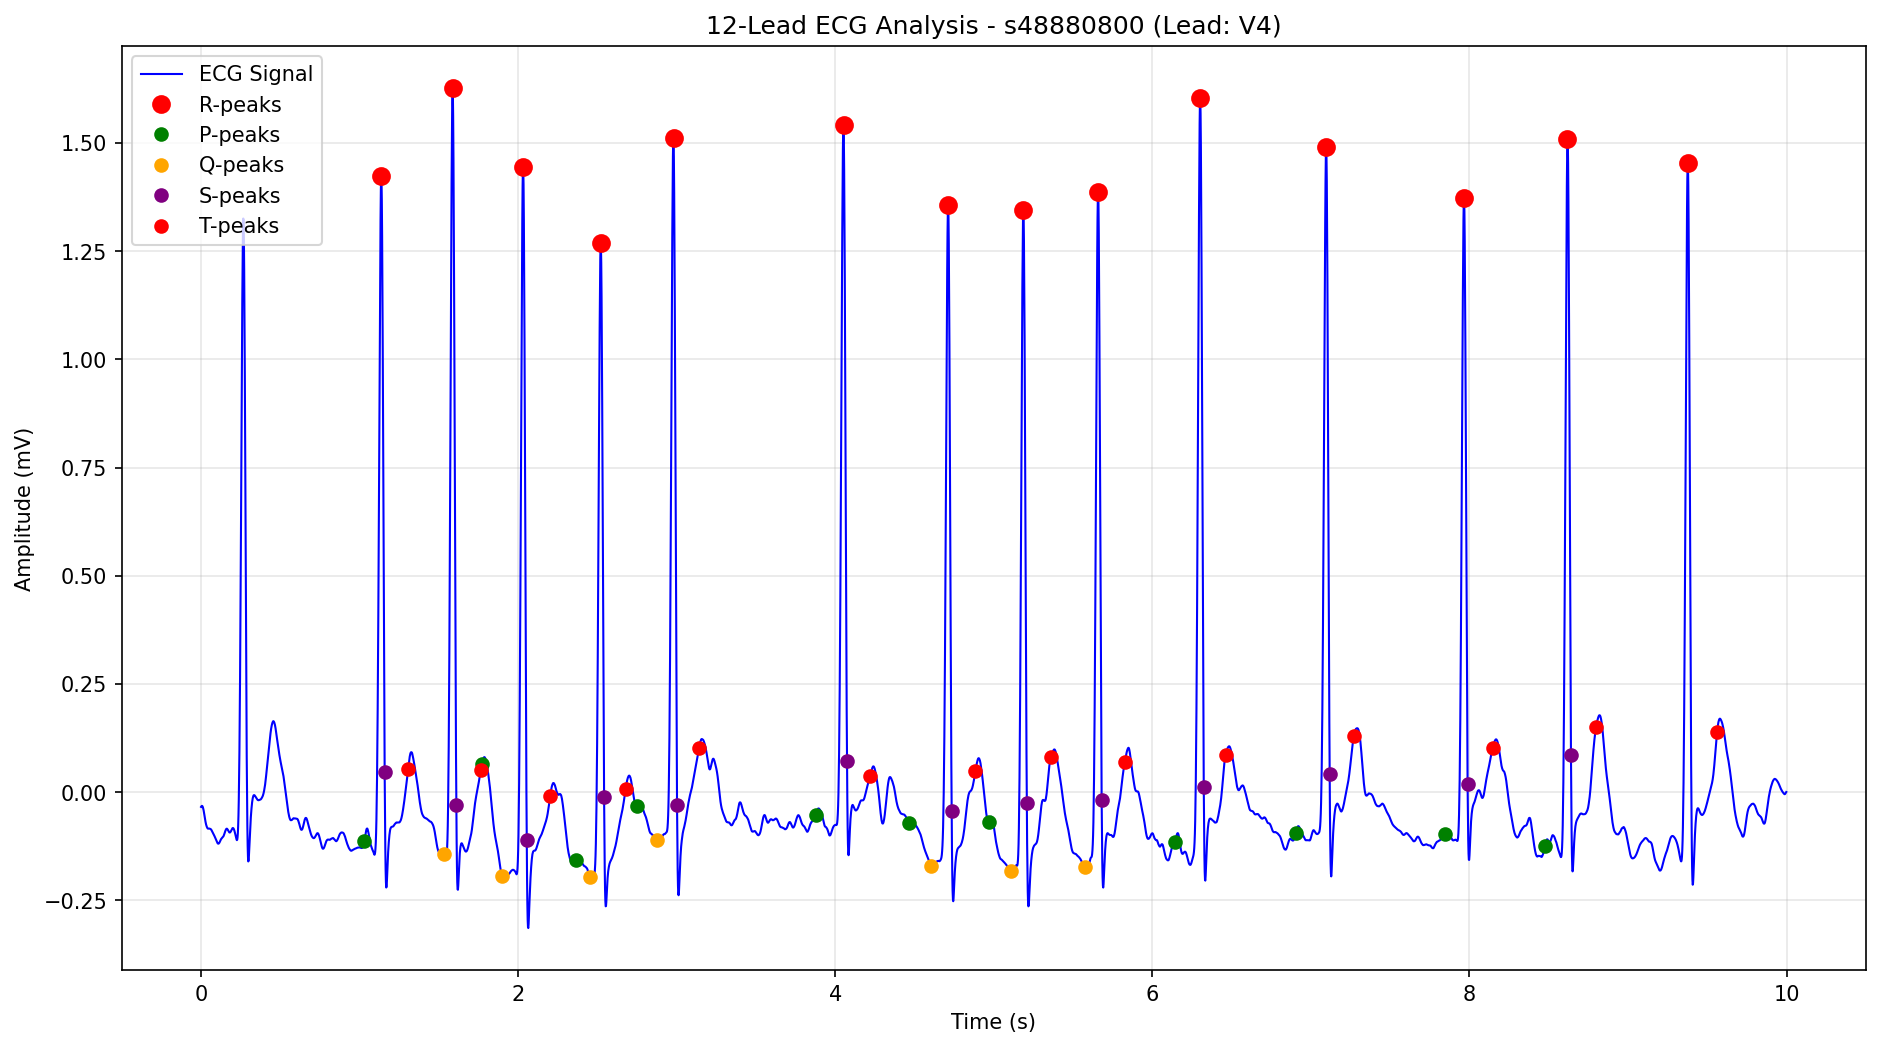 12-Lead ECG Analysis - s48880800 (Lead: V4)
ECG Signal
R-peaks
P-peaks
Q-peaks
S-peaks
T-peaks
Amplitude (mV)
1.50
1.25
1.00
0.75
0.50
0.25
0.00
−0.25
0 2 4 6 8 10
Time (s)